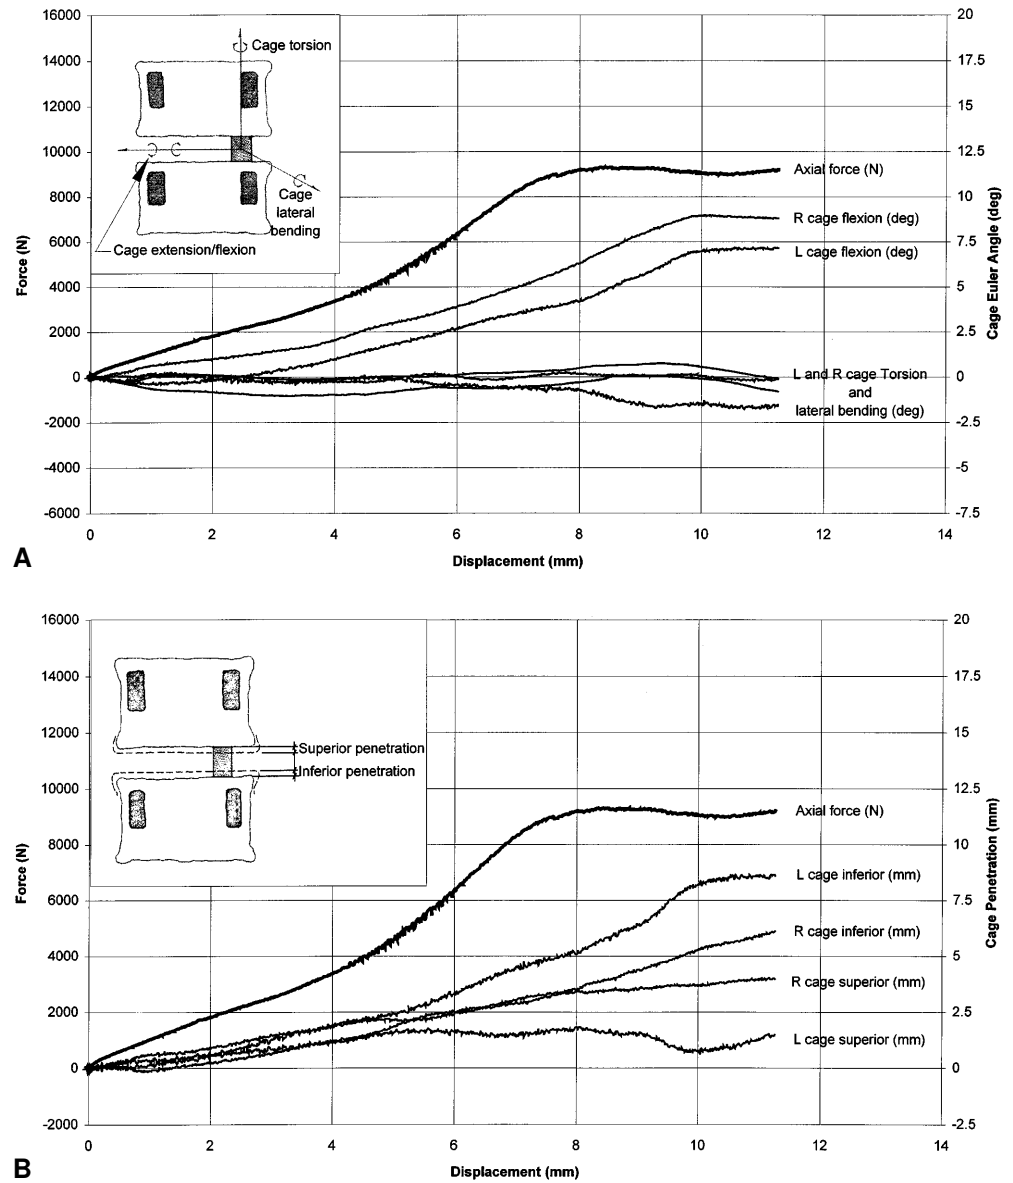 16000
14000
12000
10000
8000
6000
4000
2000
0
-2000
-4000
-6000
Force (N)
20
17.5
15
12.5
10
7.5
5
2.5
0
-2.5
-5
-7.5
Cage Euler Angle (deg)
Cage torsion
Cage
lateral
bending
Cage extension/flexion
Axial force (N)
R cage flexion (deg)
L cage flexion (deg)
L and R cage Torsion
and
lateral bending (deg)
0 2 4 6 8 10 12 14
Displacement (mm)
A
16000
14000
12000
10000
8000
6000
4000
2000
0
-2000
Force (N)
20
17.5
15
12.5
10
7.5
5
2.5
0
-2.5
Cage Penetration (mm)
Superior penetration
Inferior penetration
Axial force (N)
L cage inferior (mm)
R cage inferior (mm)
R cage superior (mm)
L cage superior (mm)
0 2 4 6 8 10 12 14
Displacement (mm)
B